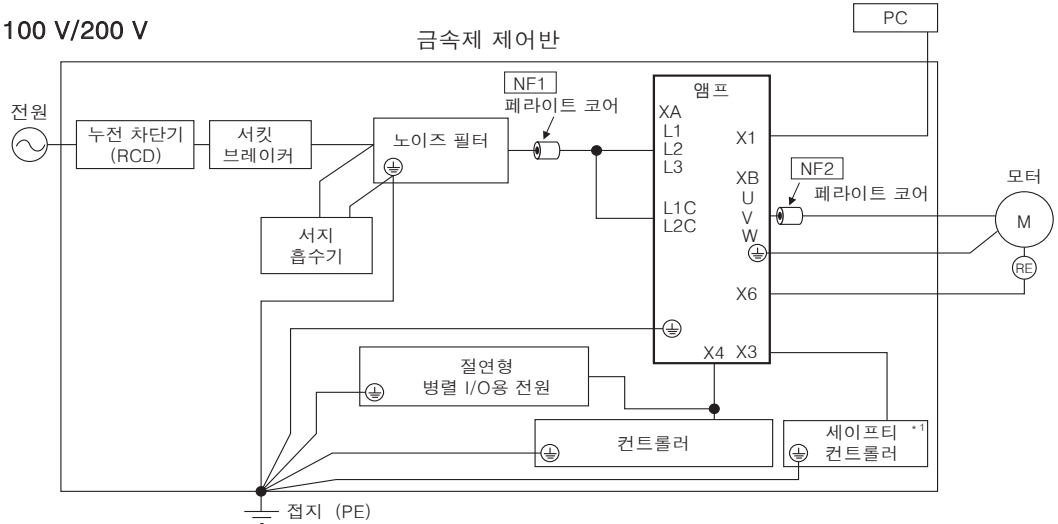 100 V/200 V
PC
금속제 제어반
NF1
페라이트 코어
앰프
전원
누전 차단기
(RCD)
서킷
브레이커
노이즈 필터
XA
L1
L2
L3
L1C
L2C
X1
XB
U
V
W
NF2
페라이트 코어
모터
M
RE
서지
흡수기
X6
X4
X3
절연형
병렬 I/O용 전원
컨트롤러
세이프티 *1
컨트롤러
접지 (PE)